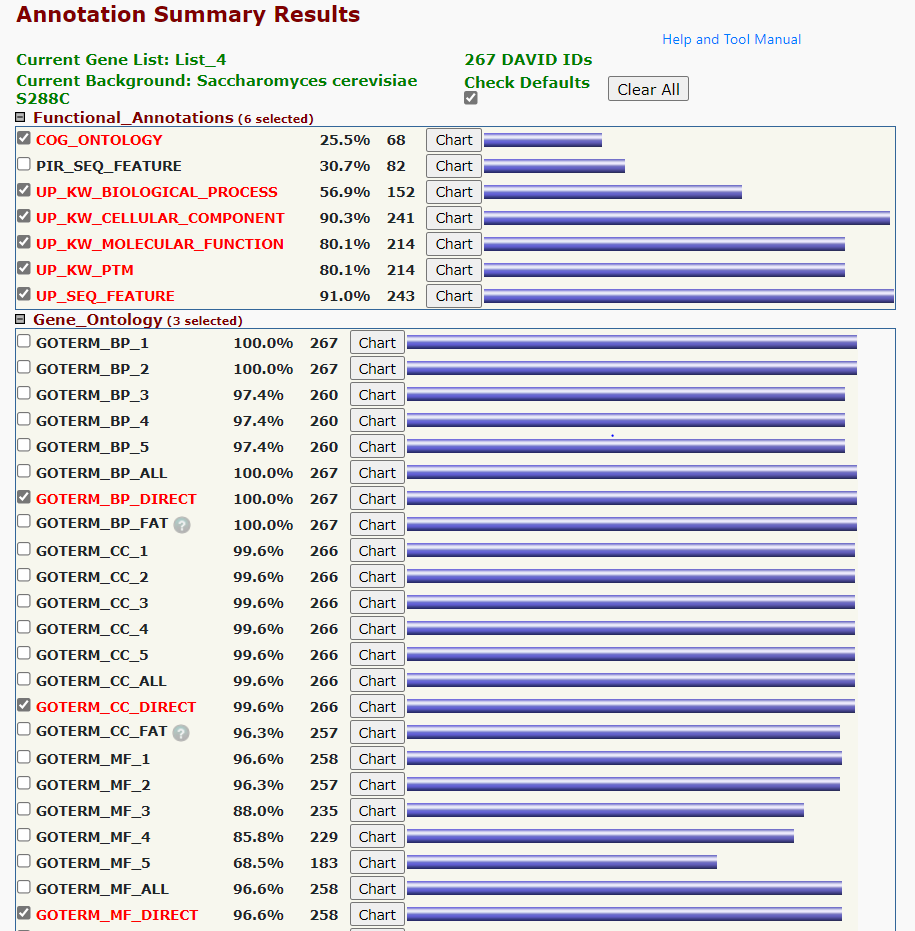 Annotation Summary Results
Help and Tool Manual
Current Gene List: List_4
267 DAVID IDs
Current Background: Saccharomyces cerevisiae
S288C
Check Defaults
Clear All
Functional_Annotations (6 selected)
COG_ONTOLOGY 25.5% 68 Chart
PIR_SEQ_FEATURE 30.7% 82 Chart
UP_KW_BIOLOGICAL_PROCESS 56.9% 152 Chart
UP_KW_CELLULAR_COMPONENT 90.3% 241 Chart
UP_KW_MOLECULAR_FUNCTION 80.1% 214 Chart
UP_KW_PTM 80.1% 214 Chart
UP_SEQ_FEATURE 91.0% 243 Chart
Gene_Ontology (3 selected)
GOTERM_BP_1 100.0% 267 Chart
GOTERM_BP_2 100.0% 267 Chart
GOTERM_BP_3 97.4% 260 Chart
GOTERM_BP_4 97.4% 260 Chart
GOTERM_BP_5 97.4% 260 Chart
GOTERM_BP_ALL 100.0% 267 Chart
GOTERM_BP_DIRECT 100.0% 267 Chart
GOTERM_BP_FAT ? 100.0% 267 Chart
GOTERM_CC_1 99.6% 266 Chart
GOTERM_CC_2 99.6% 266 Chart
GOTERM_CC_3 99.6% 266 Chart
GOTERM_CC_4 99.6% 266 Chart
GOTERM_CC_5 99.6% 266 Chart
GOTERM_CC_ALL 99.6% 266 Chart
GOTERM_CC_DIRECT 99.6% 266 Chart
GOTERM_CC_FAT ? 96.3% 257 Chart
GOTERM_MF_1 96.6% 258 Chart
GOTERM_MF_2 96.3% 257 Chart
GOTERM_MF_3 88.0% 235 Chart
GOTERM_MF_4 85.8% 229 Chart
GOTERM_MF_5 68.5% 183 Chart
GOTERM_MF_ALL 96.6% 258 Chart
GOTERM_MF_DIRECT 96.6% 258 Chart